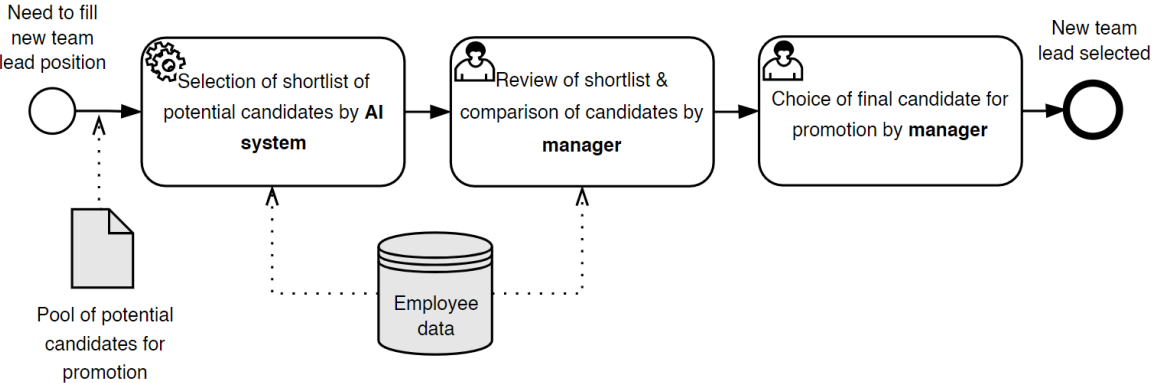 Need to fill
new team
lead position
Selection of shortlist of
potential candidates by AI
system
Review of shortlist &
comparison of candidates by
manager
Choice of final candidate for
promotion by manager
New team
lead selected
Pool of potential
candidates for
promotion
Employee
data